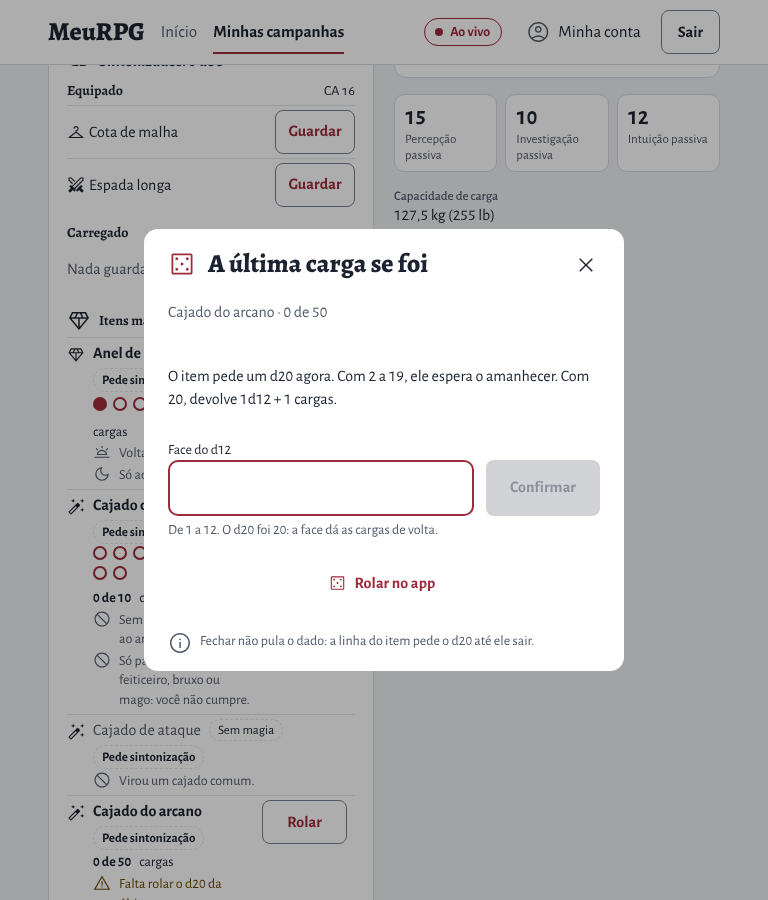 MeuRPG
Início
Minhas campanhas
Ao vivo
Minha conta
Sair
Equipado
CA 16
Cota de malha
Guardar
Espada longa
Guardar
Carregado
Nada guarda
Itens
Anel de
Pede sin
cargas
Volta
Só
Cajado
Pede sin
0 de 10
Sem
Só
feiticeiro, bruxo ou
mago: você não cumpre.
Cajado de ataque
Sem magia
Pede sintonização
Virou um cajado comum.
Cajado do arcano
Rolar
Pede sintonização
0 de 50 cargas
Falta rolar o d20 da
15
Percepção
passiva
10
Investigação
passiva
12
Intuição passiva
Capacidade de carga
127,5 kg (255 lb)
A última carga se foi
Cajado do arcano · 0 de 50
O item pede um d20 agora. Com 2 a 19, ele espera o amanhecer. Com
20, devolve 1d12 + 1 cargas.
Face do d12
Confirmar
De 1 a 12. O d20 foi 20: a face dá as cargas de volta.
Rolar no app
Fechar não pula o dado: a linha do item pede o d20 até ele sair.